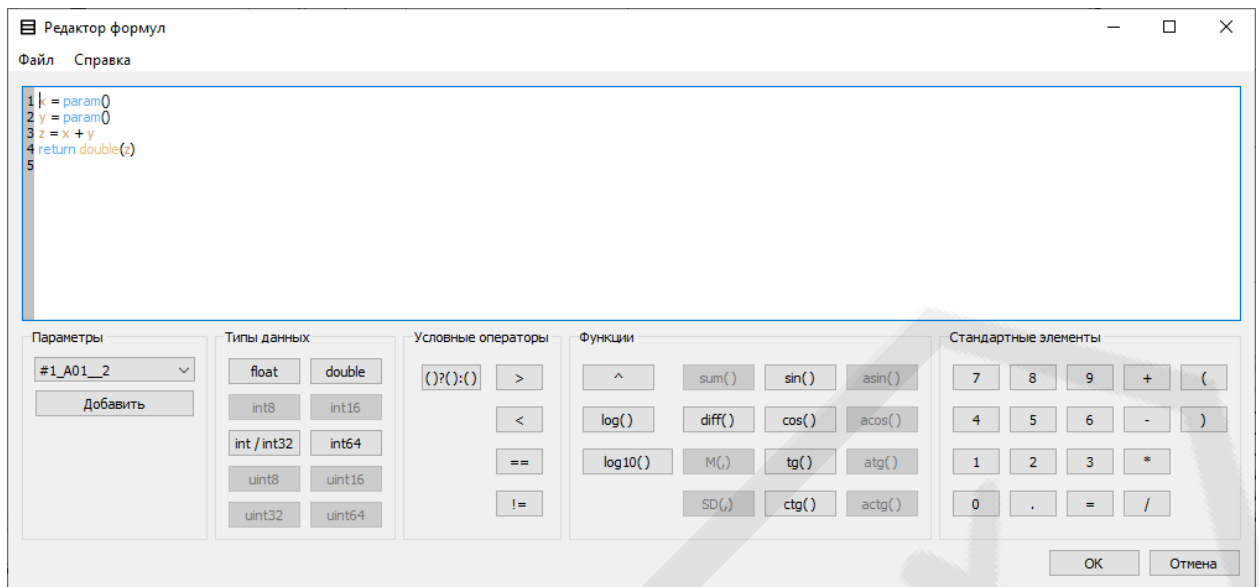 Редактор формул
Файл Справка
1 x = param()
2 y = param()
3 z = x + y
4 return double(z)
5
Параметры
#1_A01__2
Добавить
Типы данных
float double
int8 int16
int / int32 int64
uint8 uint16
uint32 uint64
Условные операторы
()?():() >
<
==
!=
Функции
^ sum() sin() asin()
log() diff() cos() acos()
log10() M(,) tg() atg()
SD(,) ctg() actg()
Стандартные элементы
7 8 9 + (
4 5 6 - )
1 2 3 *
0 . = /
OK Отмена